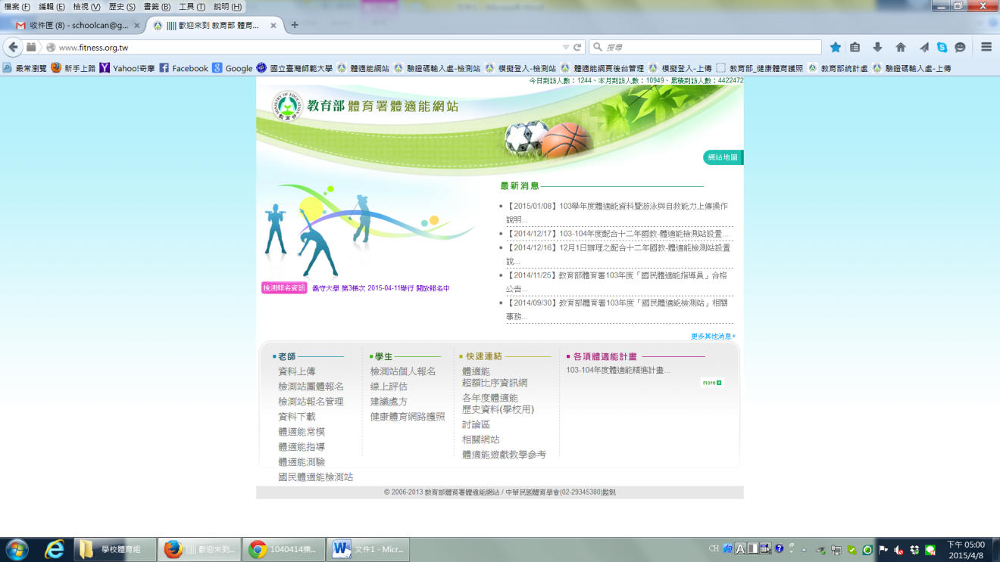 檔案(F) 編輯(E) 檢視(V) 歷史(S) 書籤(B) 工具(T) 說明(H)
收件匣 (8) - schoolcan@g...
||||| 歡迎來到 教育部 體育...
www.fitness.org.tw
搜尋
最常瀏覽 新手上路 Yahoo!奇摩 Facebook Google 國立臺灣師範大學 體適能網站 驗證碼輸入處-檢測站 模擬登入-檢測站 體適能網頁後台管理 模擬登入-上傳 教育部_健康體育護照 教育部統計處 驗證碼輸入處-上傳
今日到訪人數：1244、本月到訪人數：10949、累積到訪人數：4422472
教育部 體育署體適能網站
網站地圖
最新消息
【2015/01/08】103學年度體適能資料暨游泳與自救能力上傳操作
說明...
【2014/12/17】103-104年度配合十二年國教-體適能檢測站設置...
【2014/12/16】12月1日辦理之配合十二年國教-體適能檢測站設置
說...
【2014/11/25】教育部體育署103年度「國民體適能指導員」合格
公告...
【2014/09/30】教育部體育署103年度「國民體適能檢測站」相關
事務...
更多其他消息+
檢測報名資訊 義守大學 第3梯次 2015-04-11舉行 開放報名中
老師
資料上傳
檢測站團體報名
檢測站報名管理
資料下載
體適能常模
體適能指導
體適能測驗
國民體適能檢測站
學生
檢測站個人報名
線上評估
建議處方
健康體育網路護照
快速連結
體適能
超額比序資訊網
各年度體適能
歷史資料(學校用)
討論區
相關網站
體適能遊戲教學參考
各項體適能計畫
103-104年度體適能精進計畫...
more
© 2006-2013 教育部體育署體適能網站 / 中華民國體育學會(02-29345380)監製
學校體育組
||||| 歡迎來到...
1040414樂...
文件1 - Micr...
CH
下午 05:00
2015/4/8